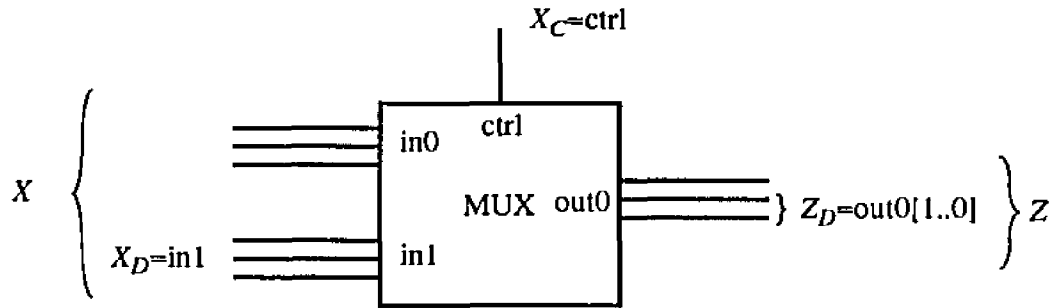 X_C=ctrl
ctrl
in0
X
MUX out0
} Z_D=out0[1..0]
Z
X_D=in1
in1